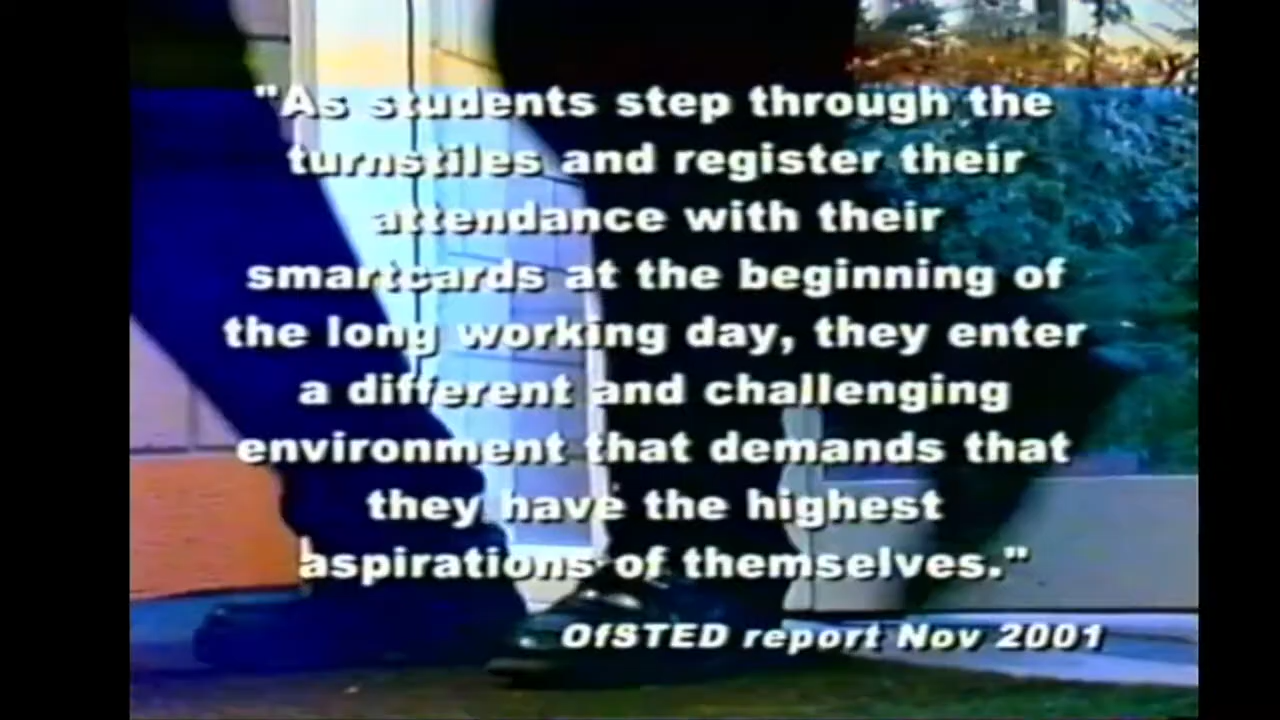 "As students step through the
turnstiles and register their
attendance with their
smartcards at the beginning of
the long working day, they enter
a different and challenging
environment that demands that
they have the highest
aspirations of themselves."
OfSTED report Nov 2001